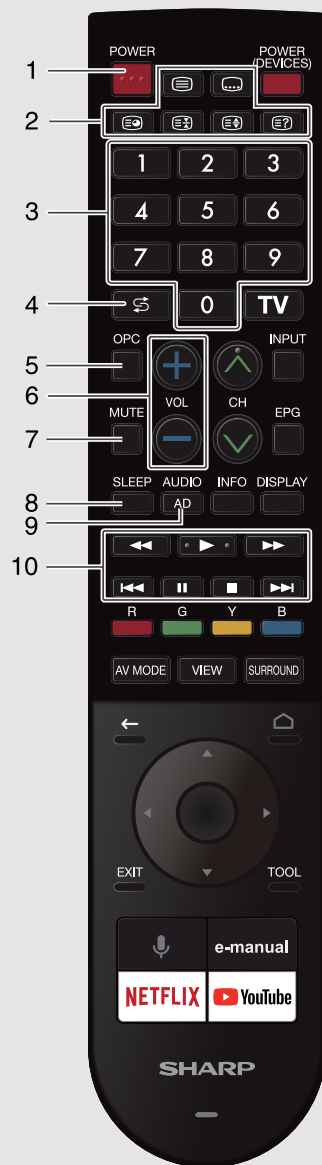 POWER
POWER
(DEVICES)
1
2
3
1 2 3
4 5 6
7 8 9
4
0 TV
OPC
INPUT
5
6
VOL
CH
MUTE
EPG
7
SLEEP AUDIO INFO DISPLAY
8
AD
9
10
R G Y B
AV MODE VIEW SURROUND
EXIT
TOOL
e-manual
NETFLIX YouTube
SHARP